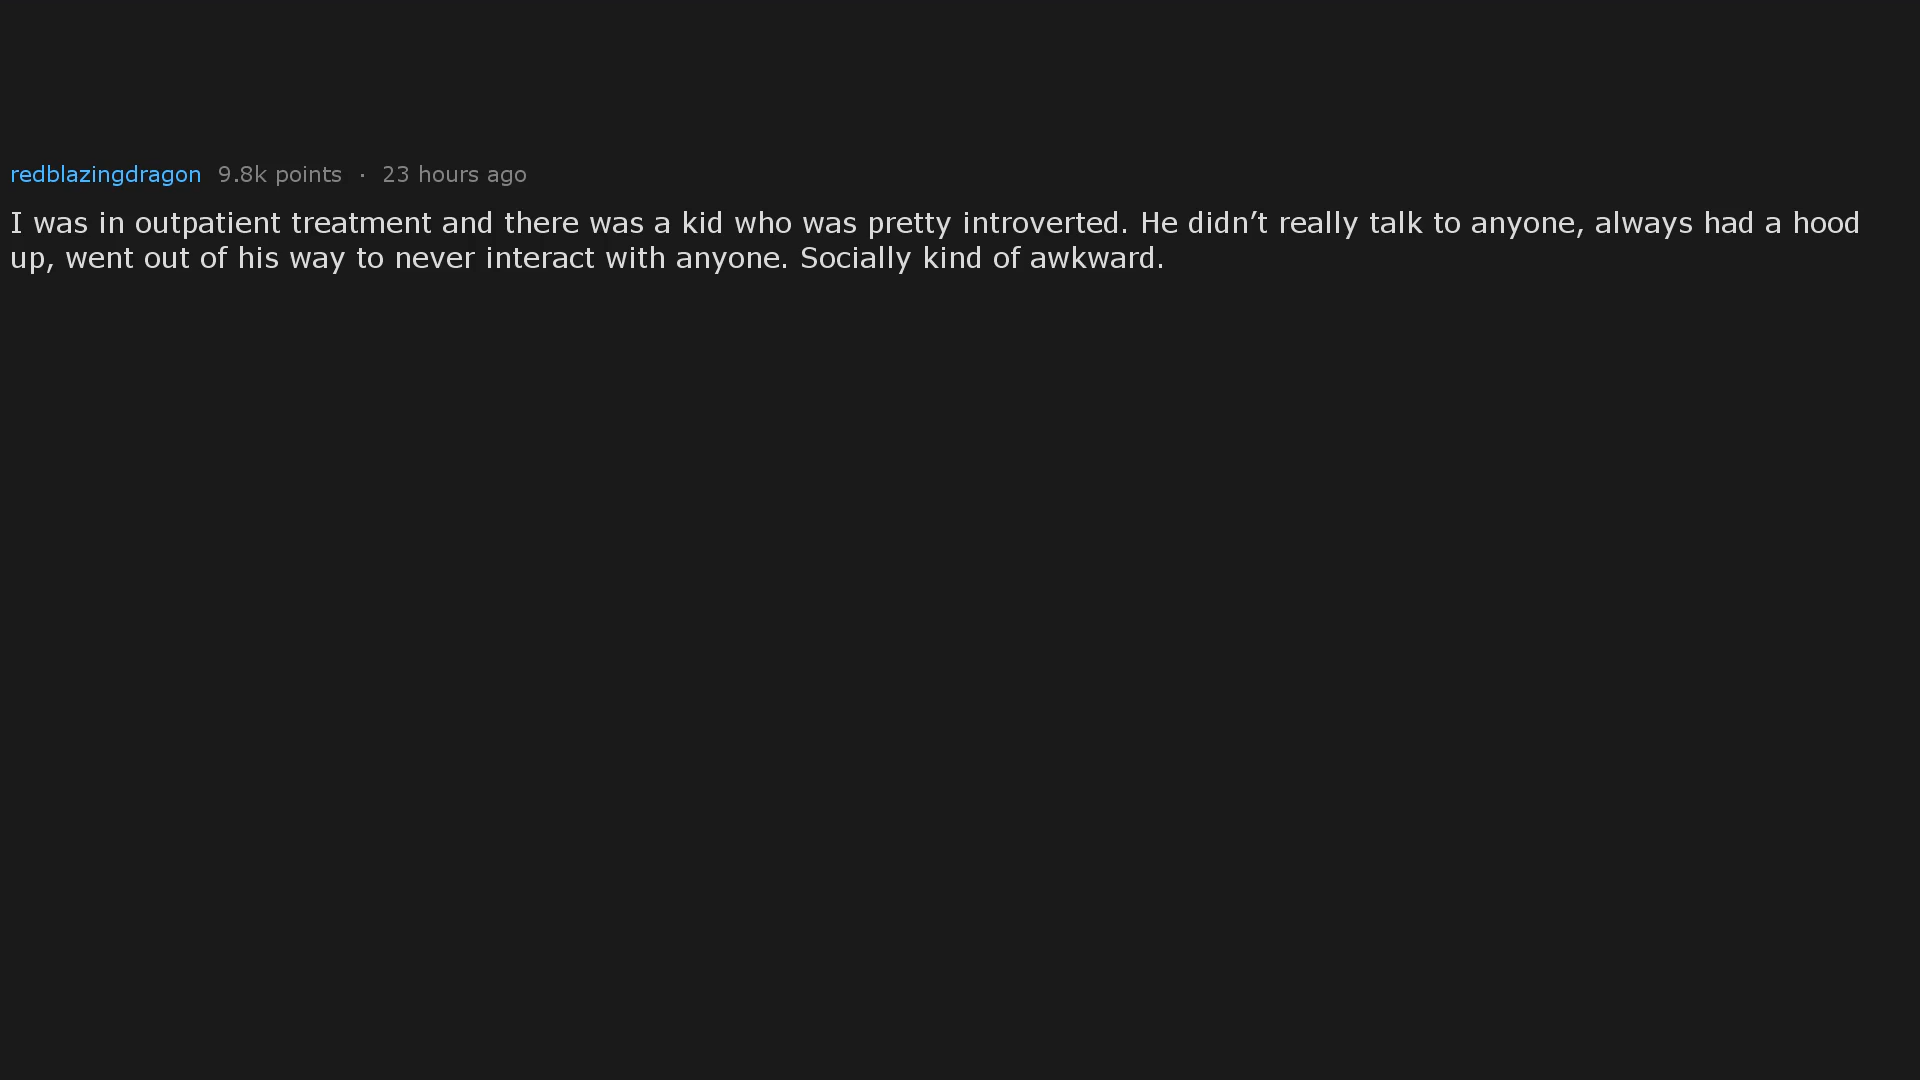 redblazingdragon 9.8k points · 23 hours ago
I was in outpatient treatment and there was a kid who was pretty introverted. He didn’t really talk to anyone, always had a hood
up, went out of his way to never interact with anyone. Socially kind of awkward.